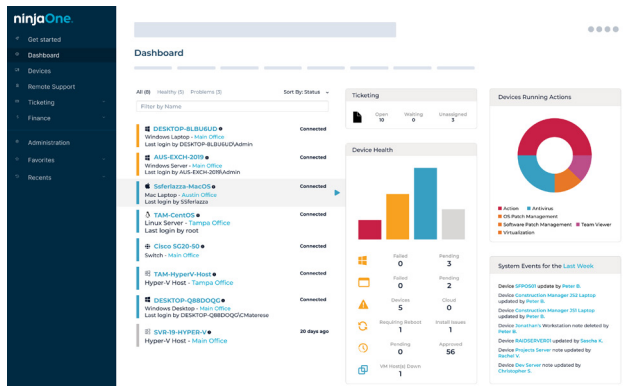 ninjaOne.
Get started
Dashboard
Devices
Remote Support
Ticketing
Finance
Administration
Favorites
Recents
Dashboard
All (8) Healthy (5) Problems (3) Sort By: Status
Filter by Name
DESKTOP-8LBU6UD Connected
Windows Laptop - Main Office
Last login by DESKTOP-8LBU6UD\Admin
AUS-EXCH-2019 Connected
Windows Server - Main Office
Last login by AUS-EXCH-2019\Admin
Saferlazza-MacOS Connected
Mac Laptop - Austin Office
Last login by SSferlazza
TAM-CentOS Connected
Linux Server - Tampa Office
Last login by root
Cisco SG20-50 Connected
Switch - Main Office
TAM-HyperV-Host Connected
Hyper-V Host - Tampa Office
DESKTOP-Q88DOQG Connected
Windows Desktop - Main Office
Last login by DESKTOP-Q88DOQG\CMaterese
SVR-19-HYPER-V 20 days ago
Hyper-V Host - Main Office
Ticketing
Open Waiting Unassigned
10 0 3
Device Health
Failed Pending
0 3
Failed Pending
0 2
Devices Cloud
5 0
Requiring Reboot Install Issues
1 1
Pending Approved
0 56
VM Host(s) Down
1
Devices Running Actions
Action Antivirus
OS Patch Management
Software Patch Management Team Viewer
Virtualization
System Events for the Last Week
Device SFPOS01 update by Peter B.
Device Construction Manager 352 Laptop
updated by Peter B.
Device Construction Manager 351 Laptop
updated by Peter B.
Device Jonathan's Workstation note deleted by
Peter B.
Device RAIDSERVER01 updated by Sascha K.
Device Projects Server note updated by
Rachel V.
Device Dev Server note updated by
Christopher S.